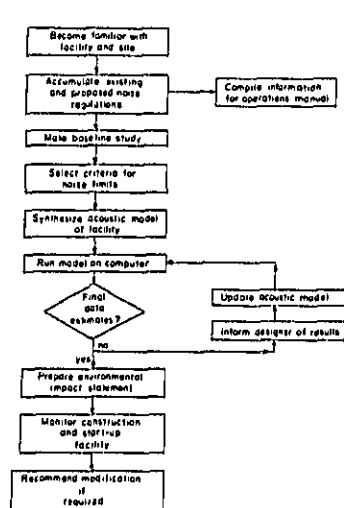 Become familiar with
facility and site
Accumulate existing
and proposed noise
regulations
Compile information
for operations manual
Make baseline study
Select criteria for
noise limits
Synthesize acoustic model
of facility
Run model on computer
Final
data
estimates?
Update acoustic model
Inform designer of results
no
yes
Prepare environmental
impact statement
Monitor construction
and start-up
facility
Recommend modification
if
required